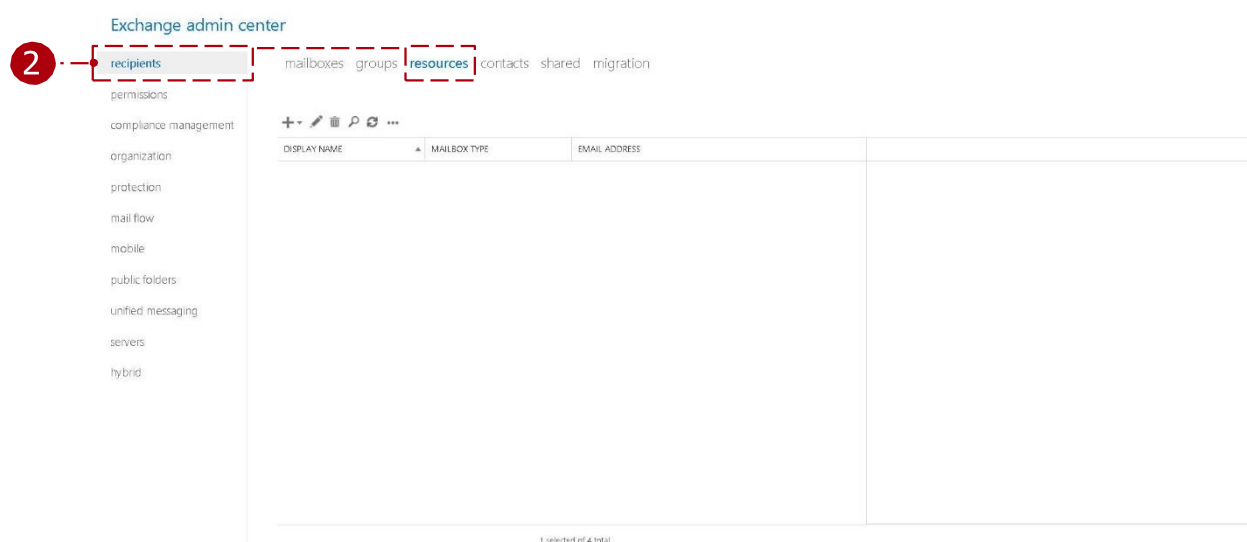 Exchange admin center
2
recipients
mailboxes groups resources contacts shared migration
permissions
compliance management
organization
protection
mail flow
mobile
public folders
unified messaging
servers
hybrid
DISPLAY NAME MAILBOX TYPE EMAIL ADDRESS
1 selected of 4 total